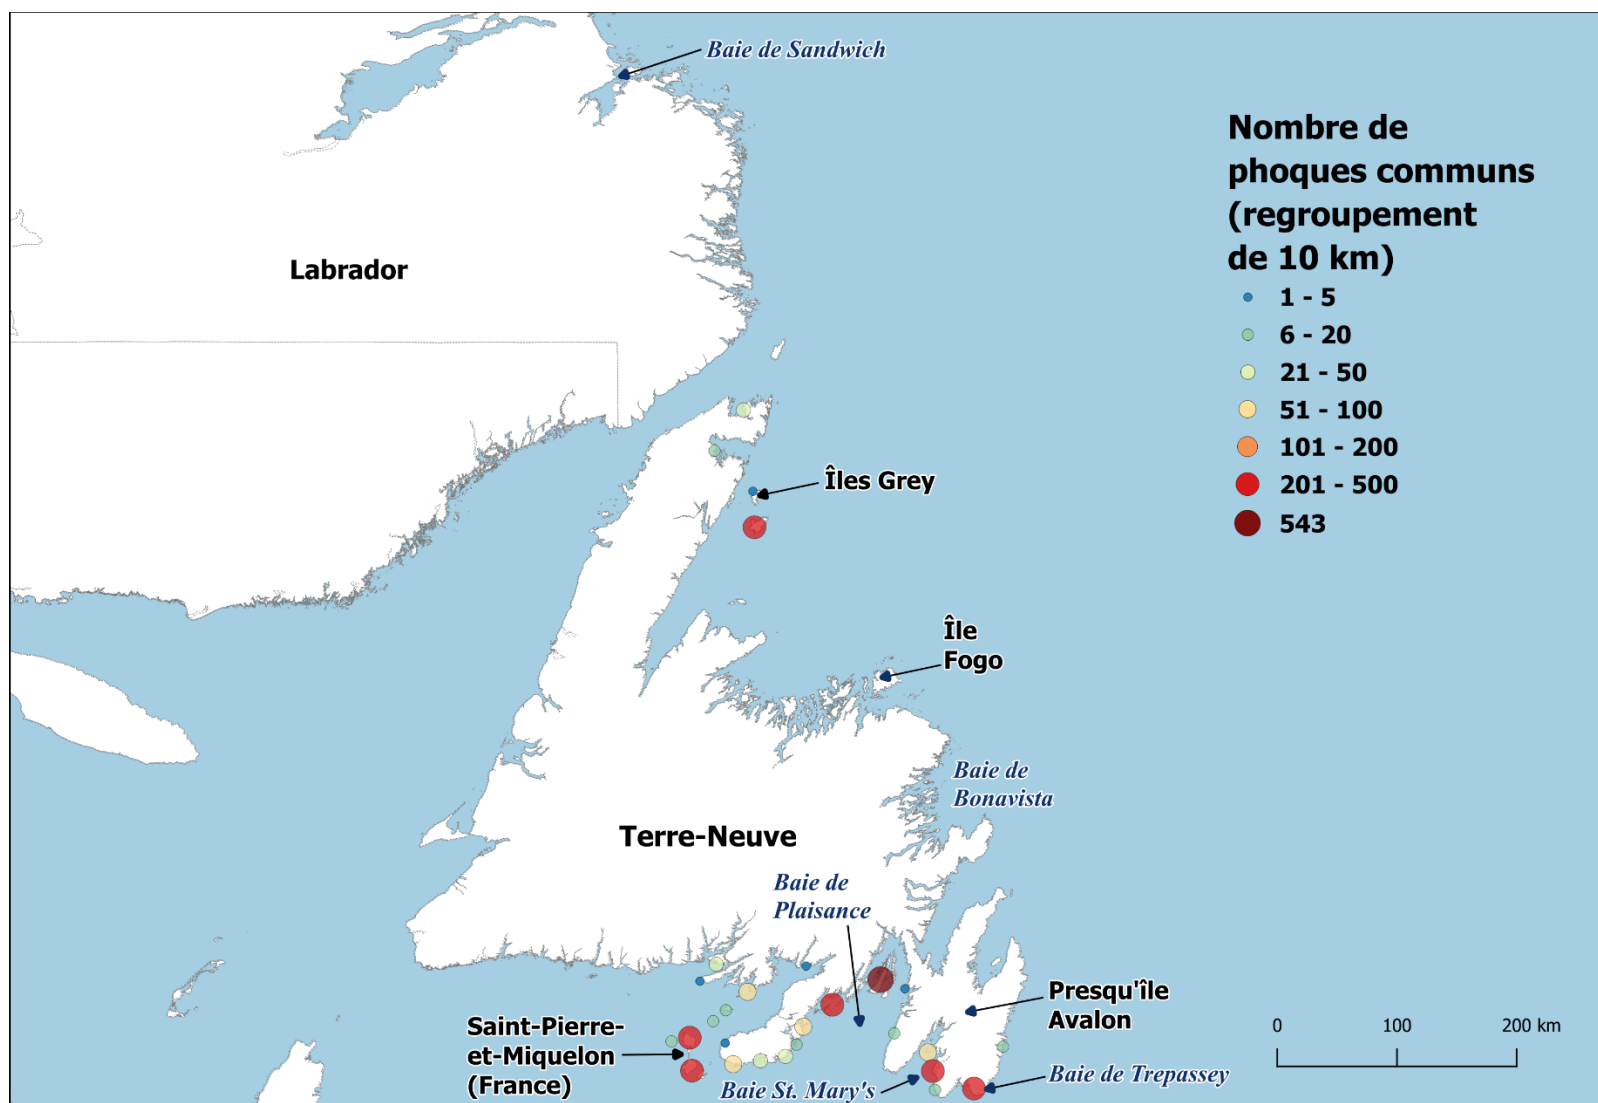 Baie de Sandwich
Nombre de
phoques communs
(regroupement
de 10 km)
1 - 5
6 - 20
21 - 50
51 - 100
101 - 200
201 - 500
543
Labrador
Îles Grey
Île
Fogo
Baie de
Bonavista
Terre-Neuve
Baie de
Plaisance
Presqu'île
Avalon
Saint-Pierre-
et-Miquelon
(France)
Baie St. Mary's
Baie de Trepassey
0 100 200 km